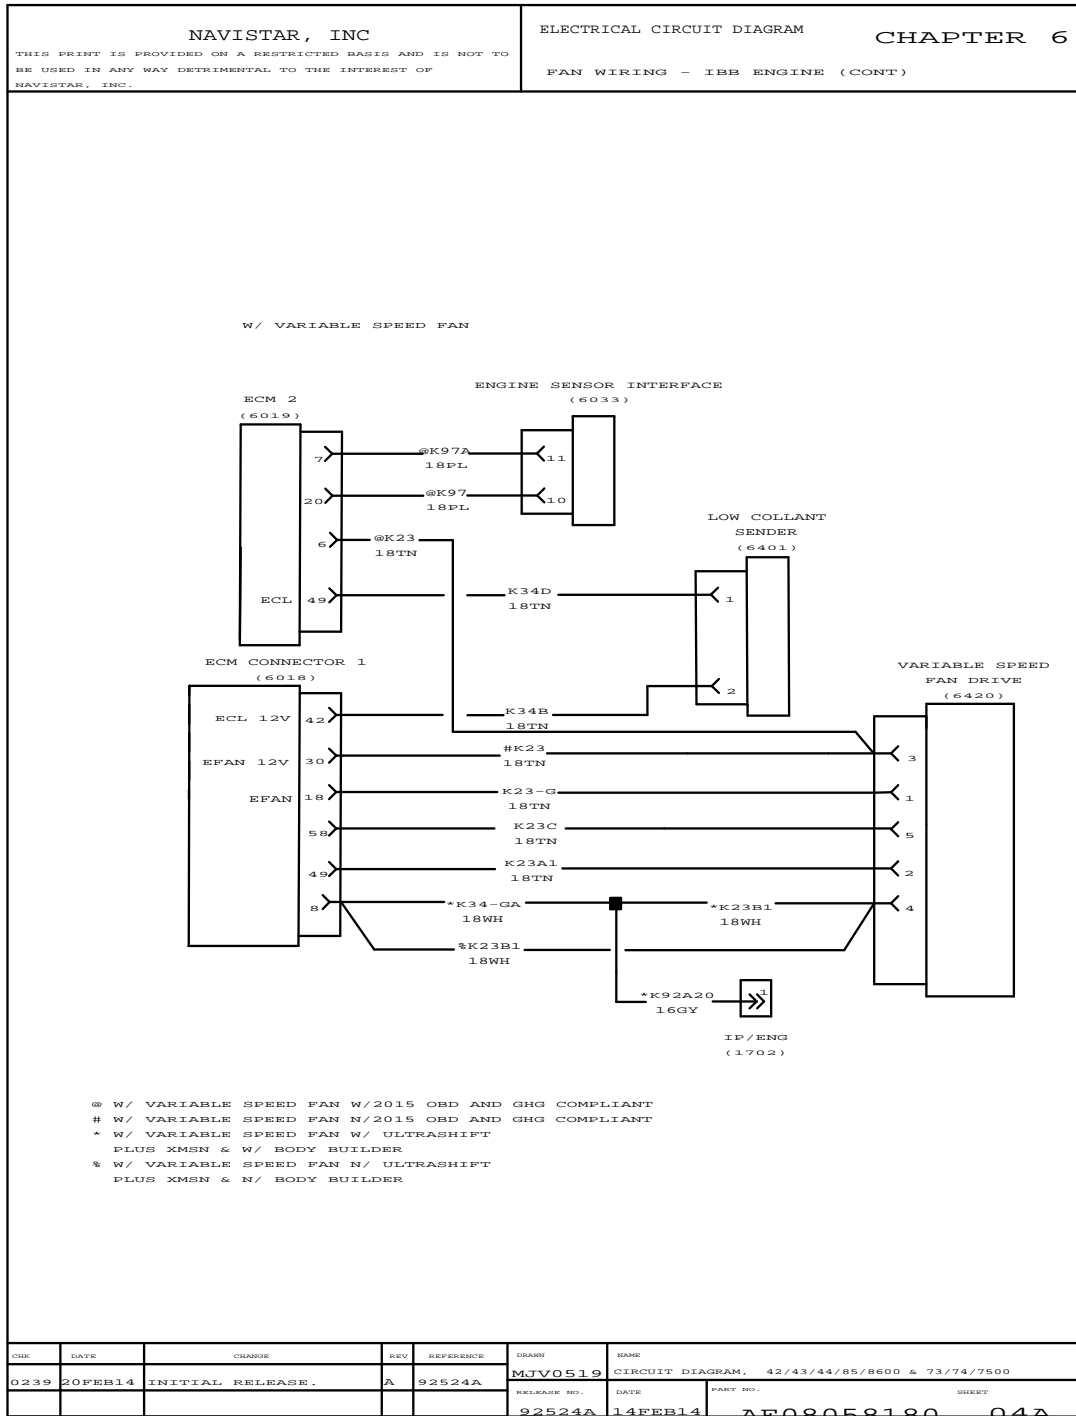 NAVISTAR, INC
THIS PRINT IS PROVIDED ON A RESTRICTED BASIS AND IS NOT TO
BE USED IN ANY WAY DETRIMENTAL TO THE INTEREST OF
NAVISTAR, INC.
ELECTRICAL CIRCUIT DIAGRAM
CHAPTER 6
FAN WIRING - IBB ENGINE (CONT)
W/ VARIABLE SPEED FAN
ECM 2
(6019)
ENGINE SENSOR INTERFACE
(6033)
7
@K97A
18PL
11
20
@K97
18PL
10
6
@K23
18TN
LOW COLLANT
SENDER
(6401)
ECL 49
K34D
18TN
1
2
ECM CONNECTOR 1
(6018)
VARIABLE SPEED
FAN DRIVE
(6420)
ECL 12V 42
K34B
18TN
EFAN 12V 30
#K23
18TN
3
EFAN 18
K23-G
18TN
1
58
K23C
18TN
5
49
K23A1
18TN
2
8
*K34-GA
18WH
*K23B1
18WH
4
%K23B1
18WH
*K92A20
16GY
1
IP/ENG
(1702)
@ W/ VARIABLE SPEED FAN W/2015 OBD AND GHG COMPLIANT
# W/ VARIABLE SPEED FAN N/2015 OBD AND GHG COMPLIANT
* W/ VARIABLE SPEED FAN W/ ULTRASHIFT
PLUS XMSN & W/ BODY BUILDER
% W/ VARIABLE SPEED FAN N/ ULTRASHIFT
PLUS XMSN & N/ BODY BUILDER
CHK DATE CHANGE REV REFERENCE DRAWN NAME
0239 20FEB14 INITIAL RELEASE. A 92524A MJV0519 CIRCUIT DIAGRAM, 42/43/44/85/8600 & 73/74/7500
RELEASE NO. DATE PART NO. SHEET
92524A 14FEB14 AF08058180 04A